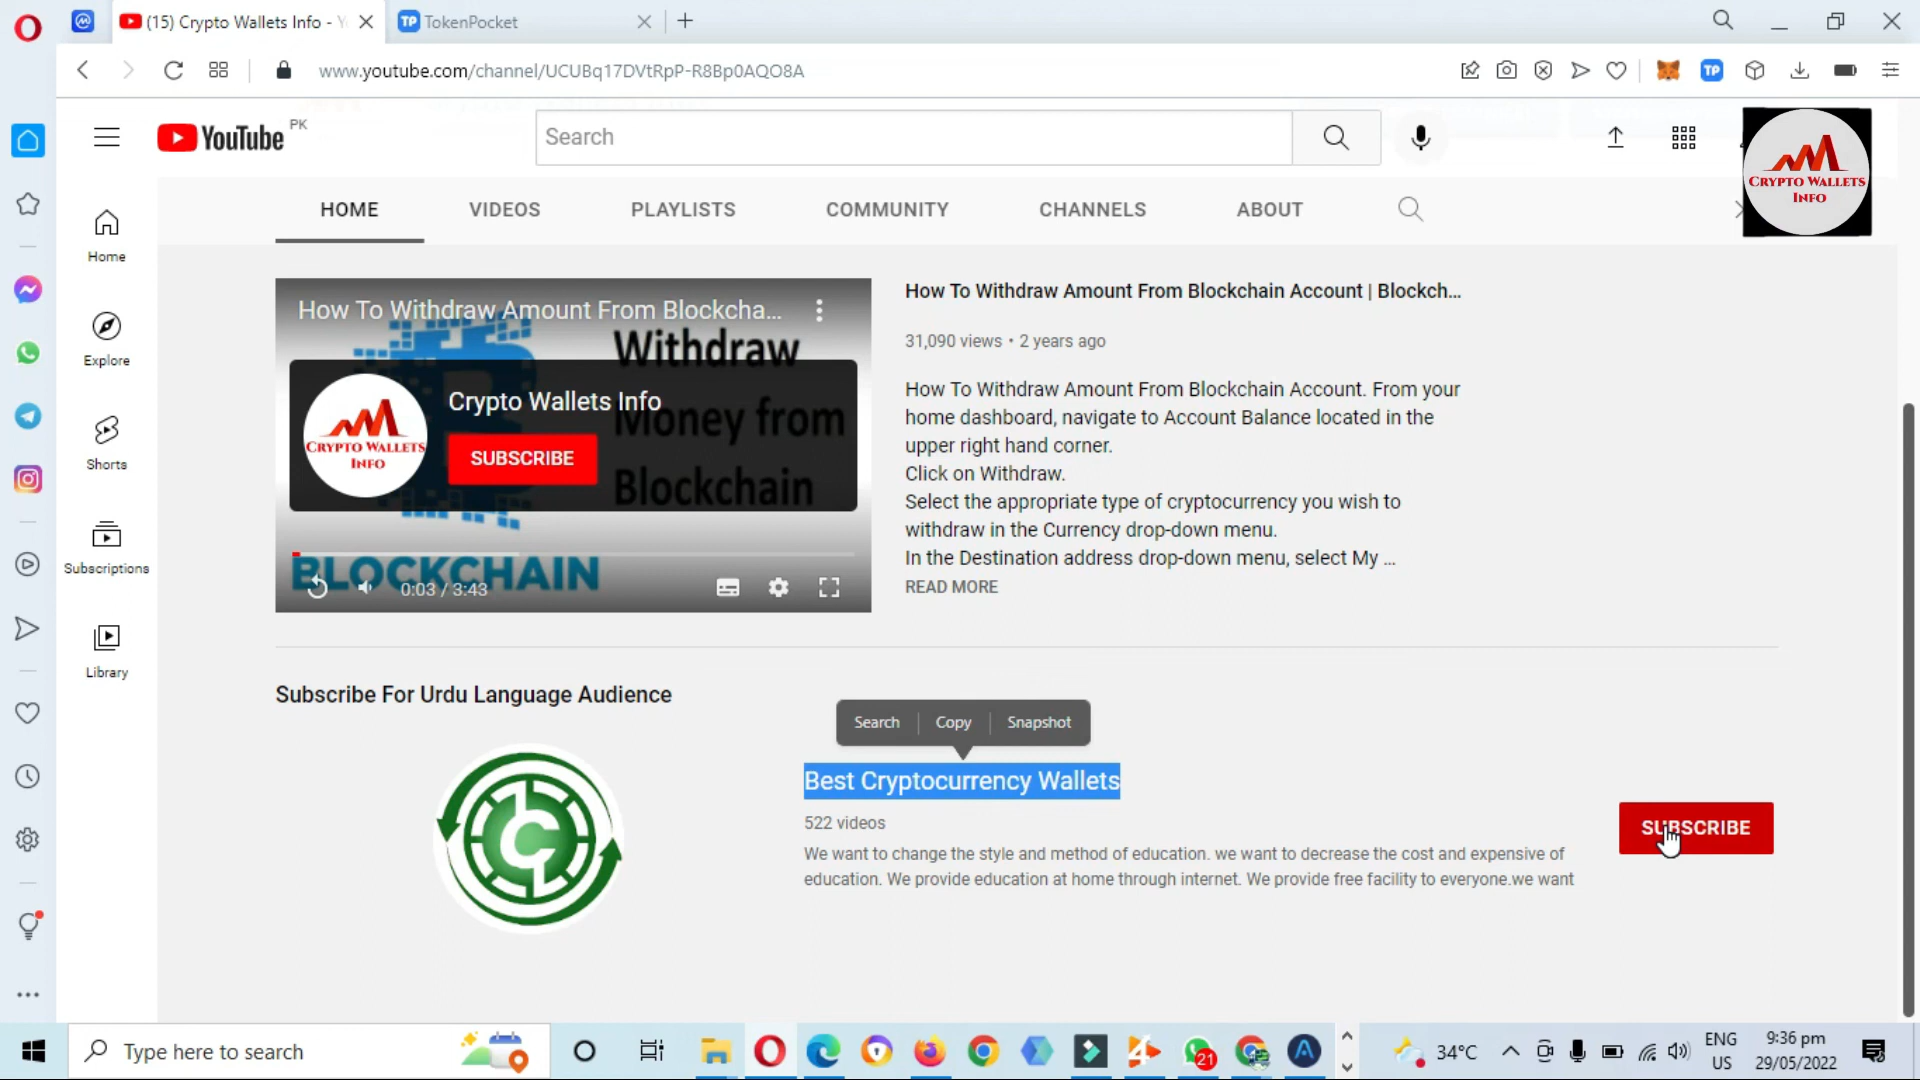 (15) Crypto Wallets Info - Y
TokenPocket
www.youtube.com/channel/UCUBq17DVtRpP-R8Bp0AQO8A
YouTube PK
Search
CRYPTO WALLETS
INFO
HOME
VIDEOS
PLAYLISTS
COMMUNITY
CHANNELS
ABOUT
Home
Explore
Shorts
Subscriptions
Library
How To Withdraw Amount From Blockcha...
Withdraw
Money from
Blockchain
Crypto Wallets Info
SUBSCRIBE
CRYPTO WALLETS
INFO
BLOCKCHAIN
0:03 / 3:43
How To Withdraw Amount From Blockchain Account | Blockch...
31,090 views • 2 years ago
How To Withdraw Amount From Blockchain Account. From your
home dashboard, navigate to Account Balance located in the
upper right hand corner.
Click on Withdraw.
Select the appropriate type of cryptocurrency you wish to
withdraw in the Currency drop-down menu.
In the Destination address drop-down menu, select My ...
READ MORE
Subscribe For Urdu Language Audience
Search
Copy
Snapshot
Best Cryptocurrency Wallets
522 videos
We want to change the style and method of education. we want to decrease the cost and expensive of
education. We provide education at home through internet. We provide free facility to everyone.we want
SUBSCRIBE
Type here to search
21
34°C
ENG
US
9:36 pm
29/05/2022